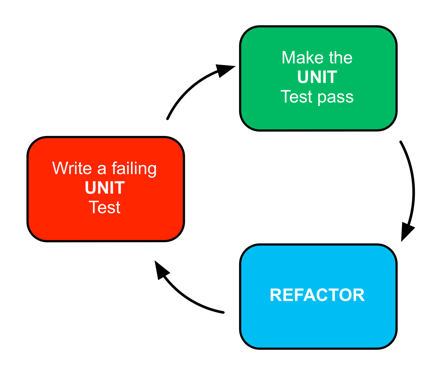 Make the
UNIT
Test pass
Write a failing
UNIT
Test
REFACTOR